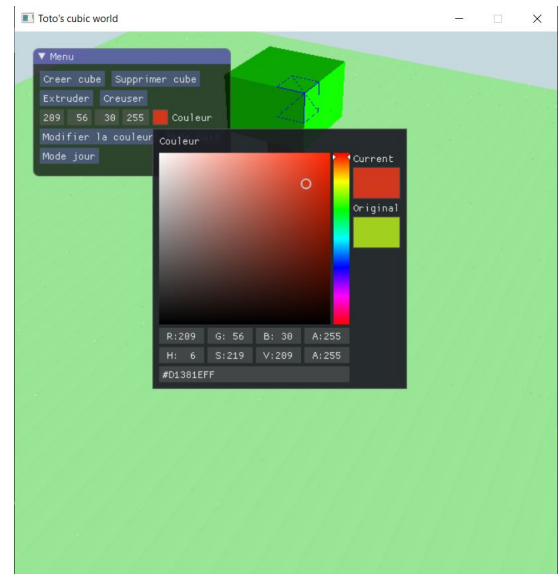 Toto's cubic world
▼ Menu
Creer cube Supprimer cube
Extruder Creuser
209 56 30 255 Couleur
Modifier la couleur
Mode jour
Couleur
Current
Original
R:209 G: 56 B: 30 A:255
H: 6 S:219 V:209 A:255
#D1381EFF